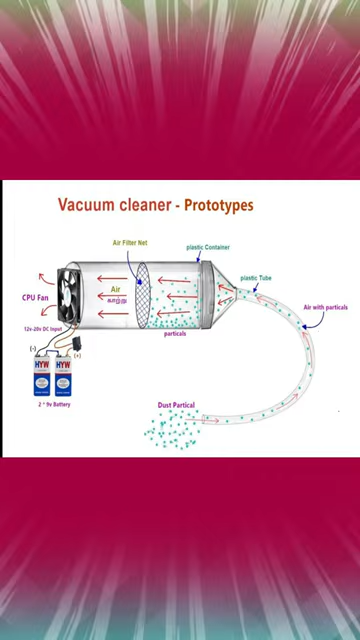 Vacuum cleaner - Prototypes
Air Filter Net
plastic Container
plastic Tube
CPU Fan
Air
காற்று
Air with particals
12v-20v DC Input
particals
(-)
(+)
HYW
HYW
2 * 9v Battery
Dust Partical